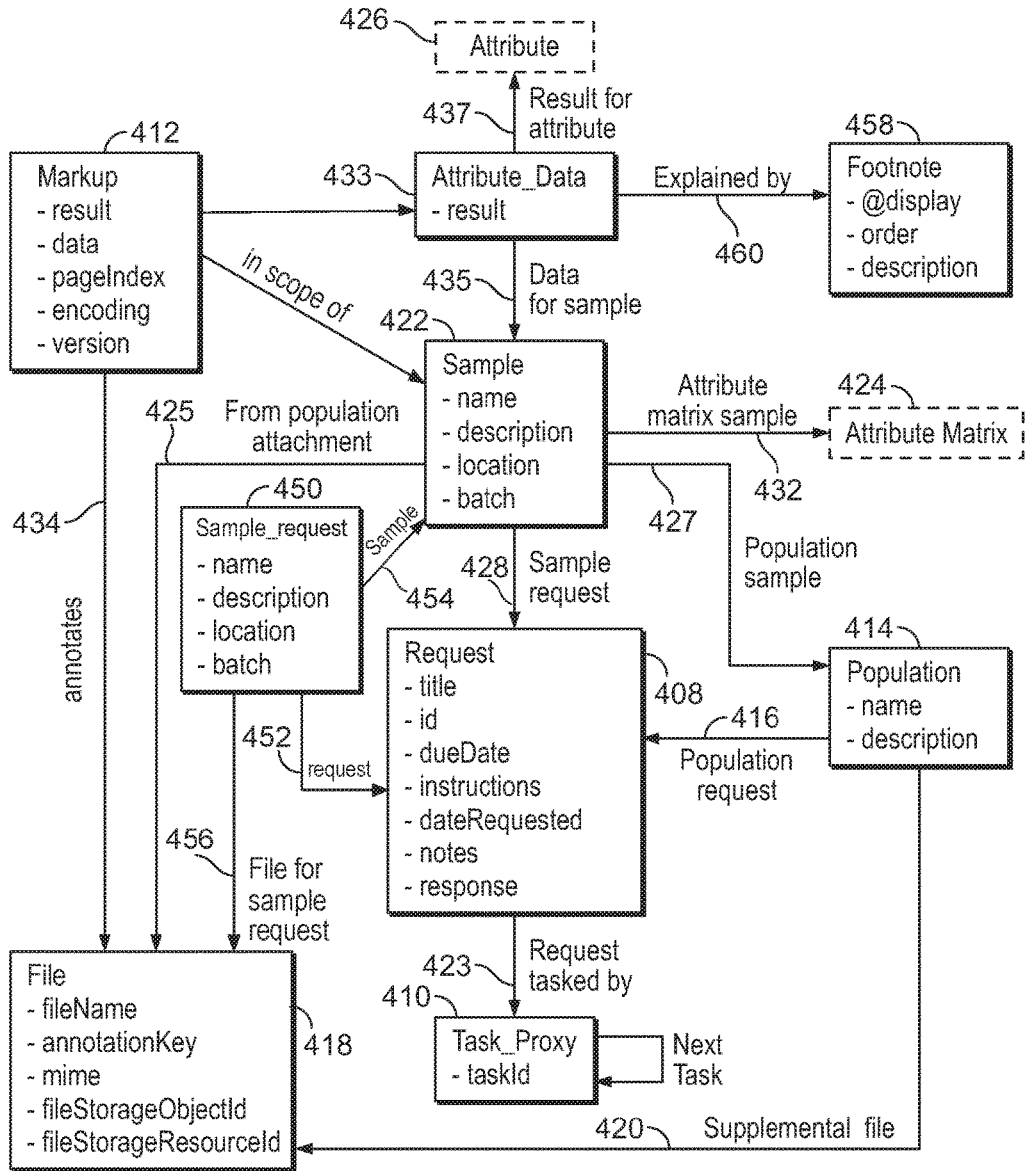 426
Attribute
437
Result for
attribute
412
Markup
- result
- data
- pageIndex
- encoding
- version
433
Attribute_Data
- result
Explained by
460
458
Footnote
- @display
- order
- description
in scope of
435
Data
for sample
422
Sample
- name
- description
- location
- batch
Attribute
matrix sample
432
424
Attribute Matrix
425
From population
attachment
434
annotates
450
Sample_request
- name
- description
- location
- batch
Sample
454
427
Population
sample
428
Sample
request
414
Population
- name
- description
408
Request
- title
- id
- dueDate
- instructions
- dateRequested
- notes
- response
416
Population
request
452
request
456
File for
sample
request
423
Request
tasked by
410
Task_Proxy
- taskId
Next
Task
File
- fileName
- annotationKey
- mime
- fileStorageObjectId
- fileStorageResourceId
418
420
Supplemental file